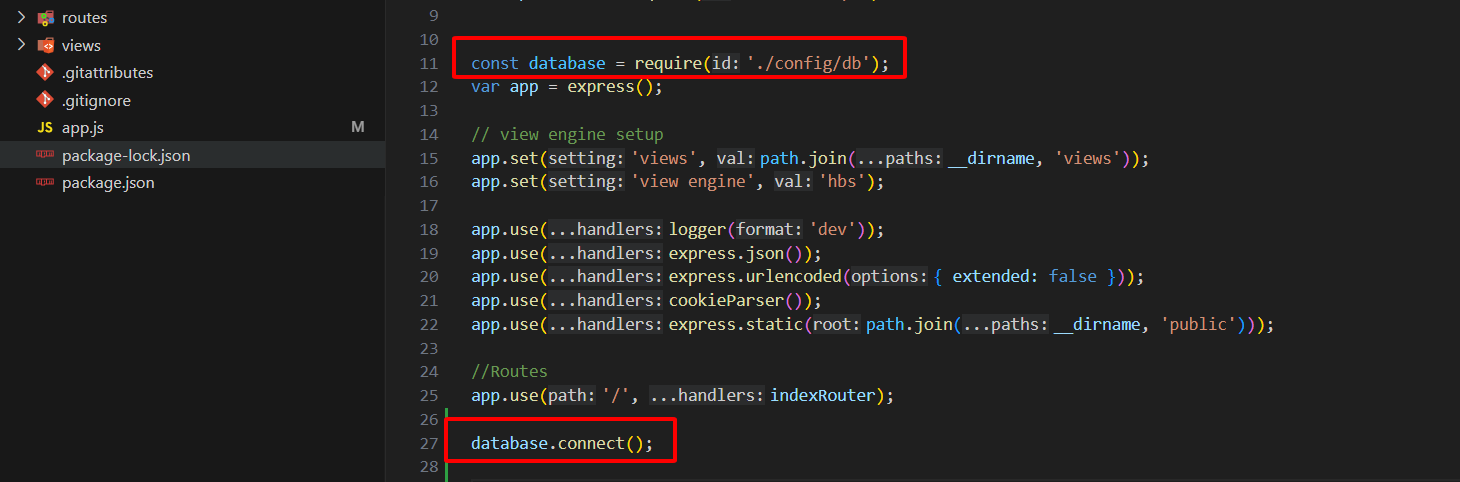 routes
views
.gitattributes
.gitignore
JS app.js M
package-lock.json
package.json
9
10
11 const database = require(id: './config/db');
12 var app = express();
13
14 // view engine setup
15 app.set(setting: 'views', val: path.join(...paths: __dirname, 'views'));
16 app.set(setting: 'view engine', val: 'hbs');
17
18 app.use(...handlers: logger(format: 'dev'));
19 app.use(...handlers: express.json());
20 app.use(...handlers: express.urlencoded(options: { extended: false }));
21 app.use(...handlers: cookieParser());
22 app.use(...handlers: express.static(root: path.join(...paths: __dirname, 'public')));
23
24 //Routes
25 app.use(path: '/', ...handlers: indexRouter);
26
27 database.connect();
28